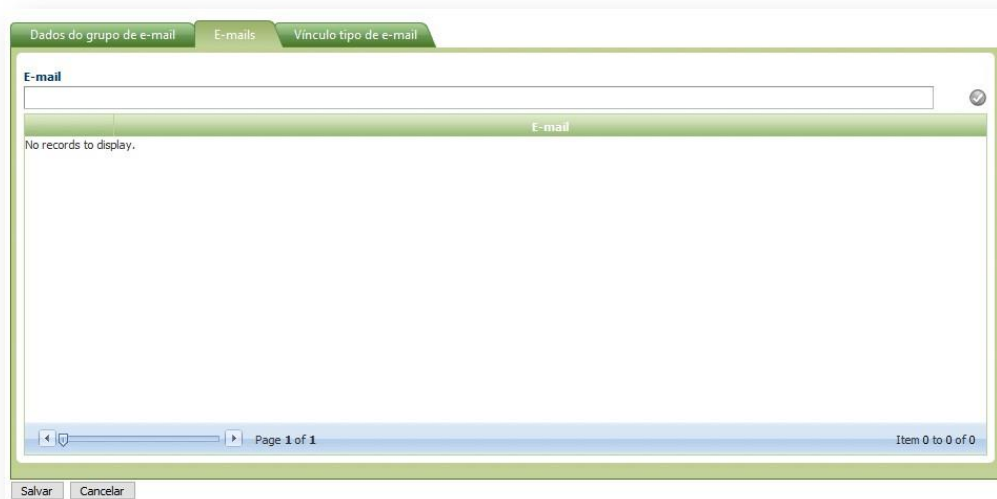 Dados do grupo de e-mail E-mails Vínculo tipo de e-mail
E-mail
E-mail
No records to display.
Page 1 of 1 Item 0 to 0 of 0
Salvar Cancelar